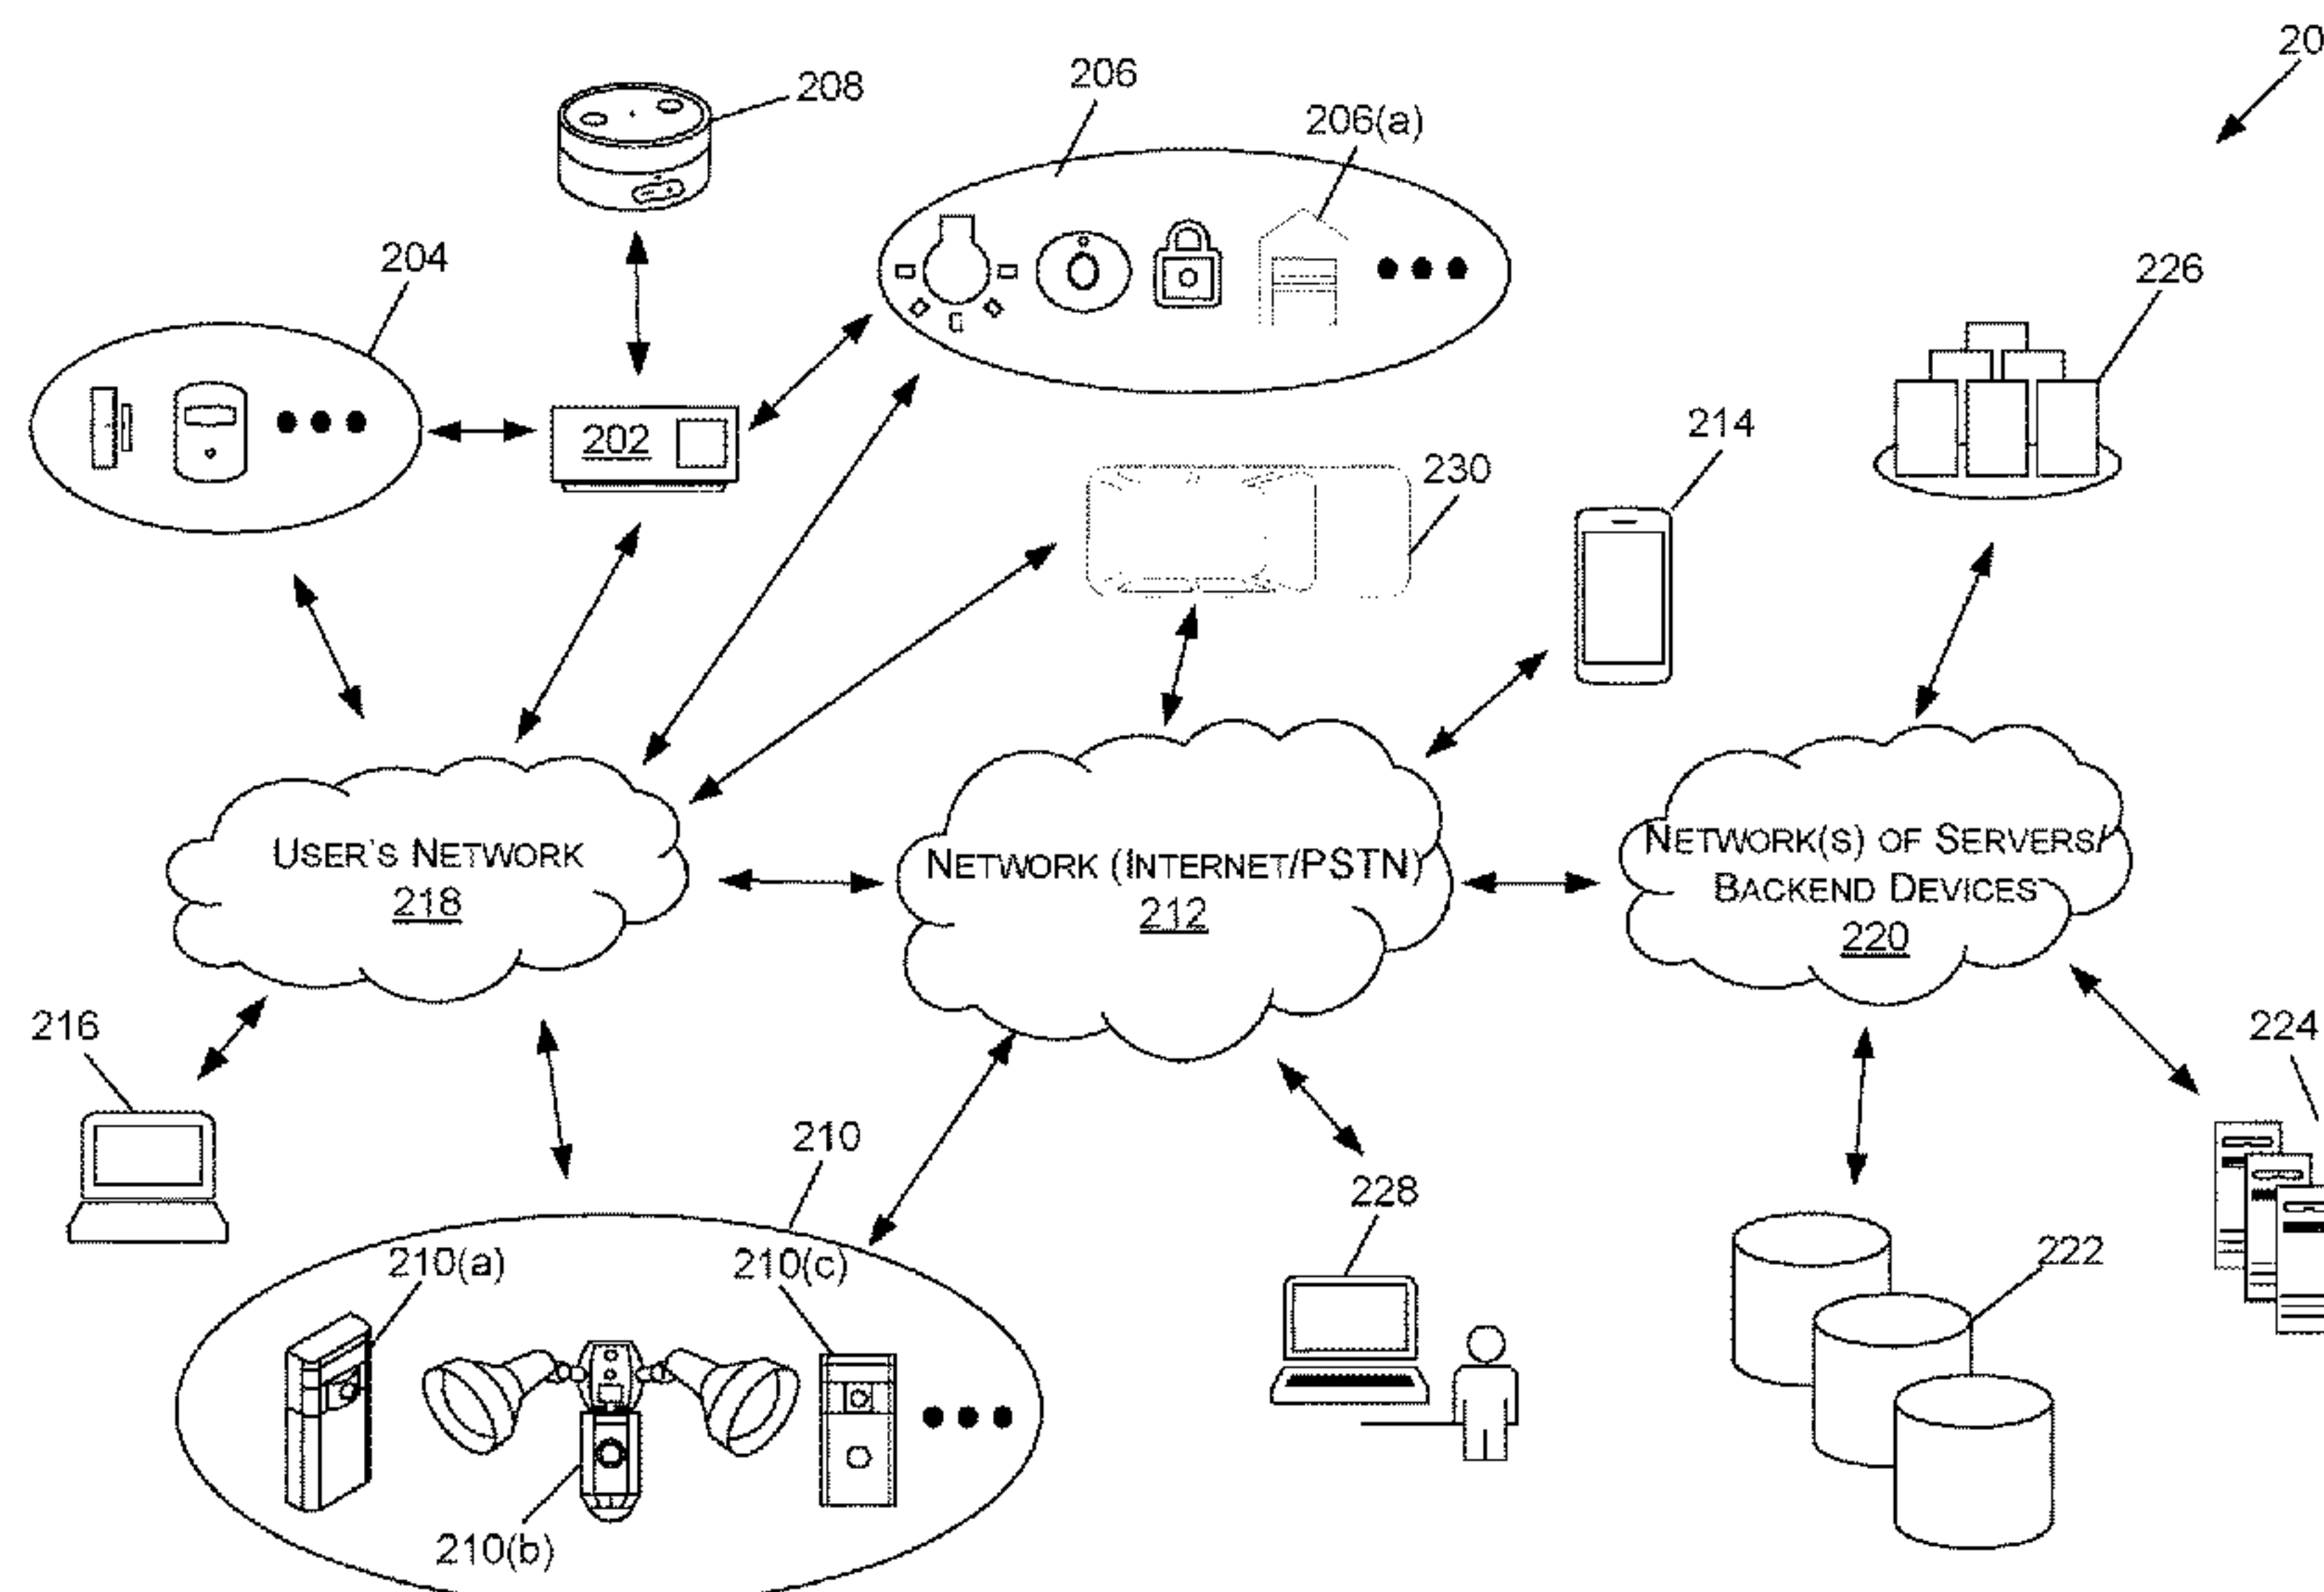 20
208
206
206(a)
204
226
202
214
230
USER'S NETWORK
218
NETWORK (INTERNET/PSTN)
212
NETWORK(S) OF SERVERS/
BACKEND DEVICES
220
216
224
210
228
210(a)
210(c)
222
210(b)